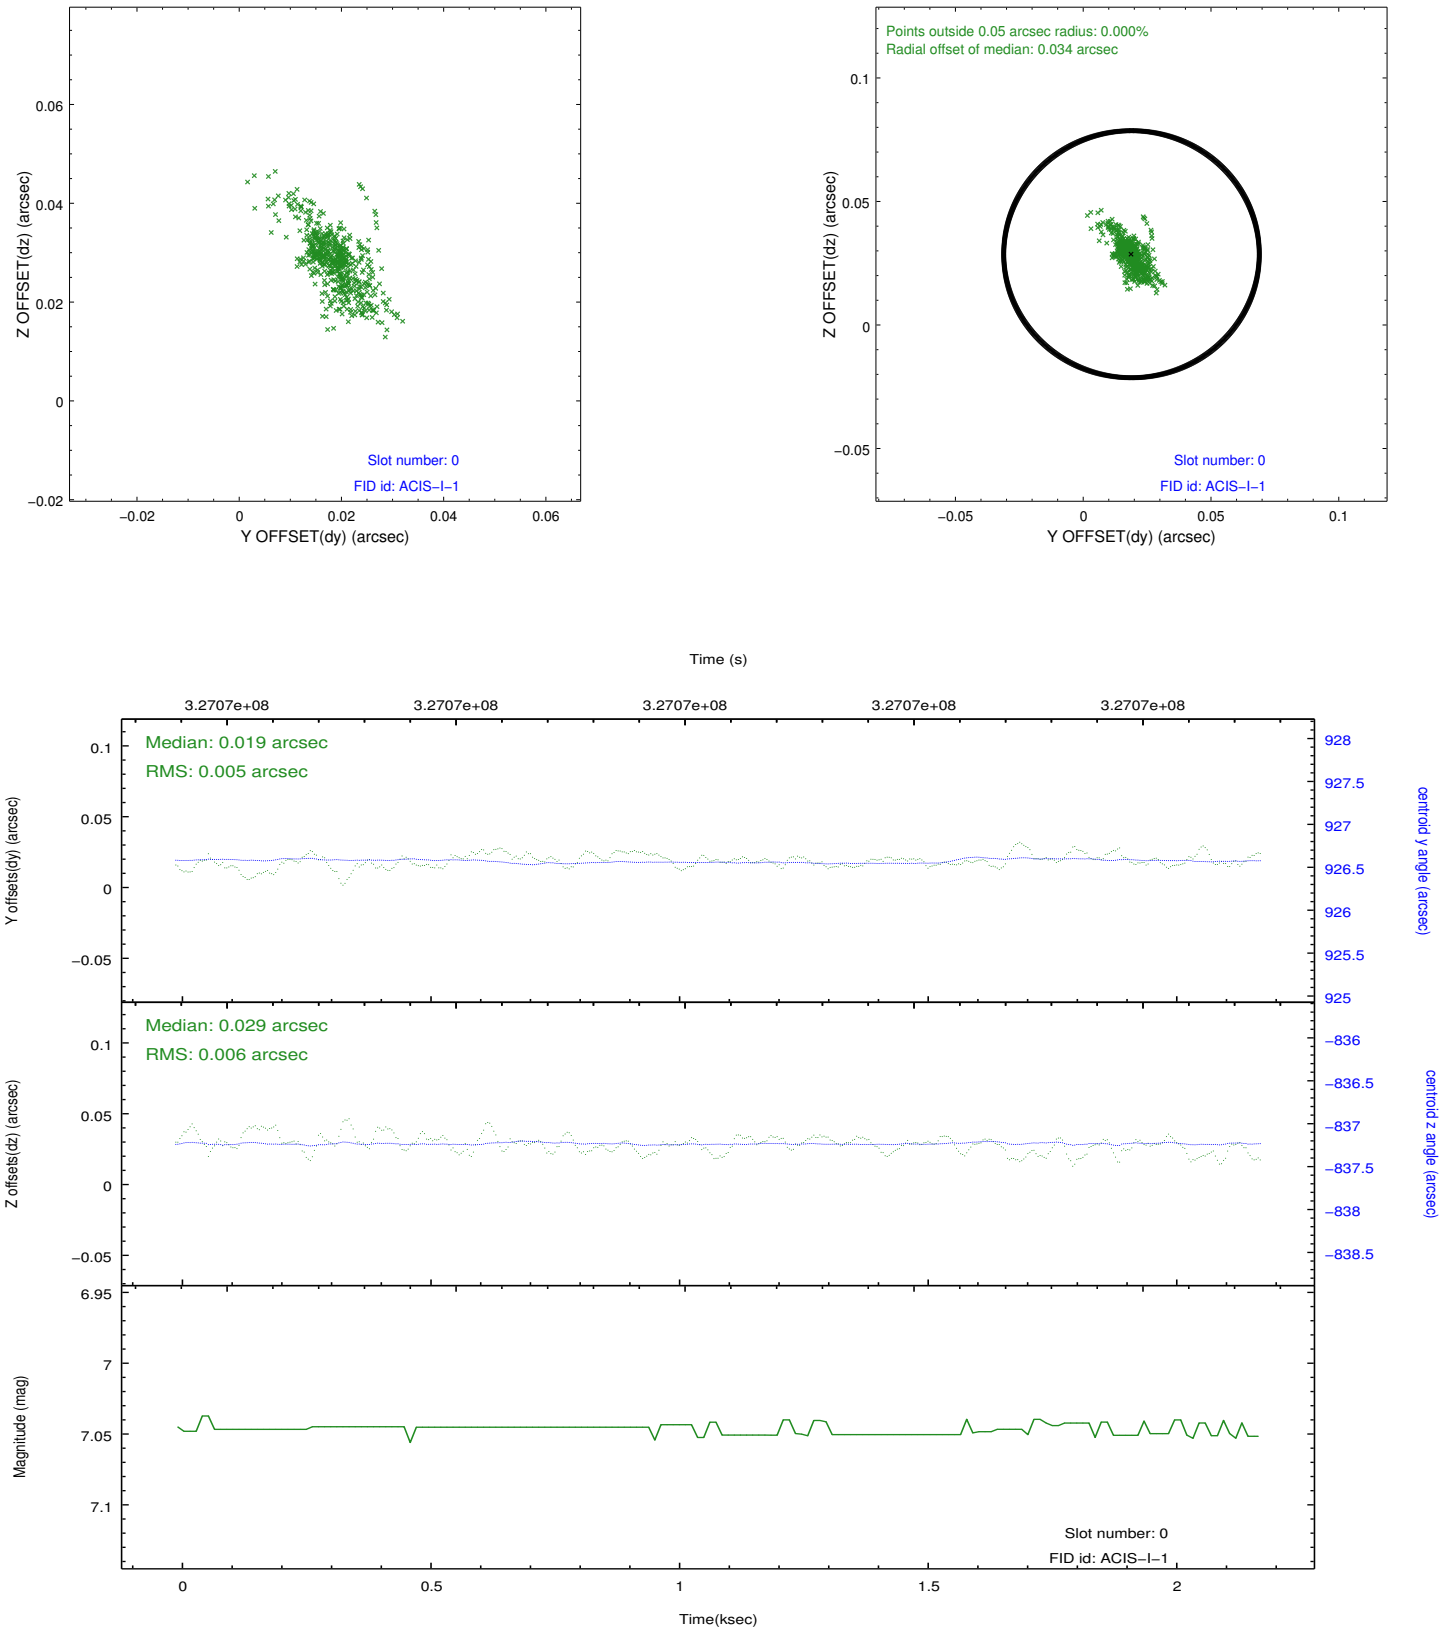 0.06
0.04
0.02
0
−0.02
Z OFFSET(dz) (arcsec)
Slot number: 0
FID id: ACIS−I−1
−0.02 0 0.02 0.04 0.06
Y OFFSET(dy) (arcsec)
Points outside 0.05 arcsec radius: 0.000%
Radial offset of median: 0.034 arcsec
0.1
0.05
0
−0.05
Z OFFSET(dz) (arcsec)
Slot number: 0
FID id: ACIS−I−1
−0.05 0 0.05 0.1
Y OFFSET(dy) (arcsec)
Time (s)
3.2707e+08 3.2707e+08 3.2707e+08 3.2707e+08 3.2707e+08
Median: 0.019 arcsec
RMS: 0.005 arcsec
0.1
0.05
0
−0.05
Y offsets(dy) (arcsec)
928
927.5
927
926.5
926
925.5
925
centroid y angle (arcsec)
Median: 0.029 arcsec
RMS: 0.006 arcsec
0.1
0.05
0
−0.05
Z offsets(dz) (arcsec)
−836
−836.5
−837
−837.5
−838
−838.5
centroid z angle (arcsec)
6.95
7
7.05
7.1
Magnitude (mag)
Slot number: 0
FID id: ACIS−I−1
0 0.5 1 1.5 2
Time(ksec)